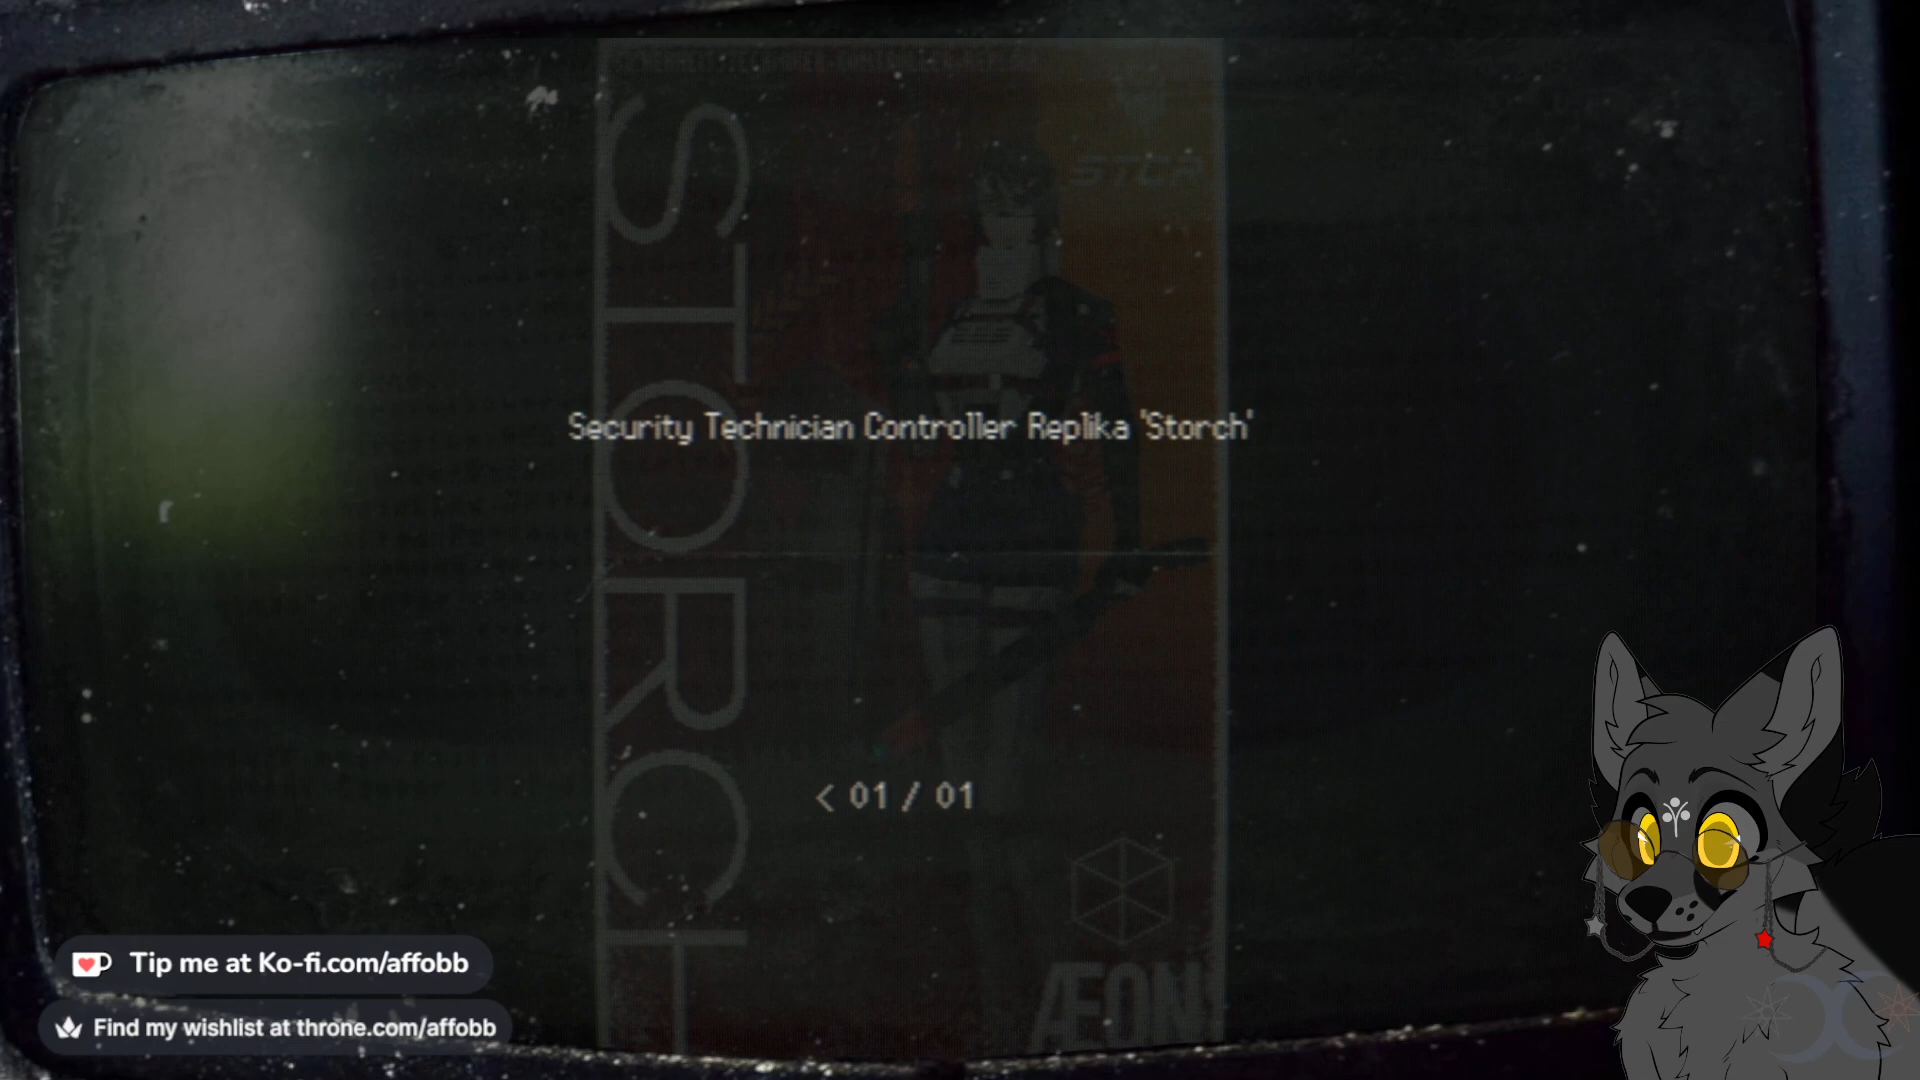 STORCH
STCR
Security Technician Controller Replika 'Storch'
< 01 / 01
ÆON
Tip me at Ko-fi.com/affobb
Find my wishlist at throne.com/affobb